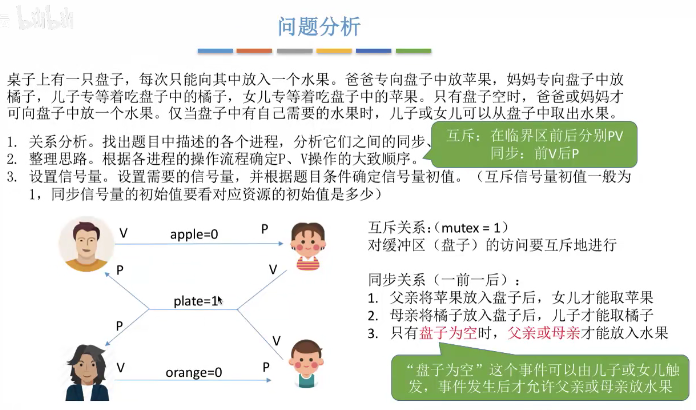 bilibili
问题分析
桌子上有一只盘子，每次只能向其中放入一个水果。爸爸专向盘子中放苹果，妈妈专向盘子中放
橘子，儿子专等着吃盘子中的橘子，女儿专等着吃盘子中的苹果。只有盘子空时，爸爸或妈妈才
可向盘子中放一个水果。仅当盘子中有自己需要的水果时，儿子或女儿可以从盘子中取出水果。
1. 关系分析。找出题目中描述的各个进程，分析它们之间的同步、
2. 整理思路。根据各进程的操作流程确定P、V操作的大致顺序。
3. 设置信号量。设置需要的信号量，并根据题目条件确定信号量初值。（互斥信号量初值一般为
1，同步信号量的初始值要看对应资源的初始值是多少）
互斥：在临界区前后分别PV
同步：前V后P
V apple=0 P
P V
plate=1
P V
V orange=0 P
互斥关系：（mutex = 1）
对缓冲区（盘子）的访问要互斥地进行
同步关系（一前一后）：
1. 父亲将苹果放入盘子后，女儿才能取苹果
2. 母亲将橘子放入盘子后，儿子才能取橘子
3. 只有盘子为空时，父亲或母亲才能放入水果
“盘子为空”这个事件可以由儿子或女儿触
发，事件发生后才允许父亲或母亲放水果